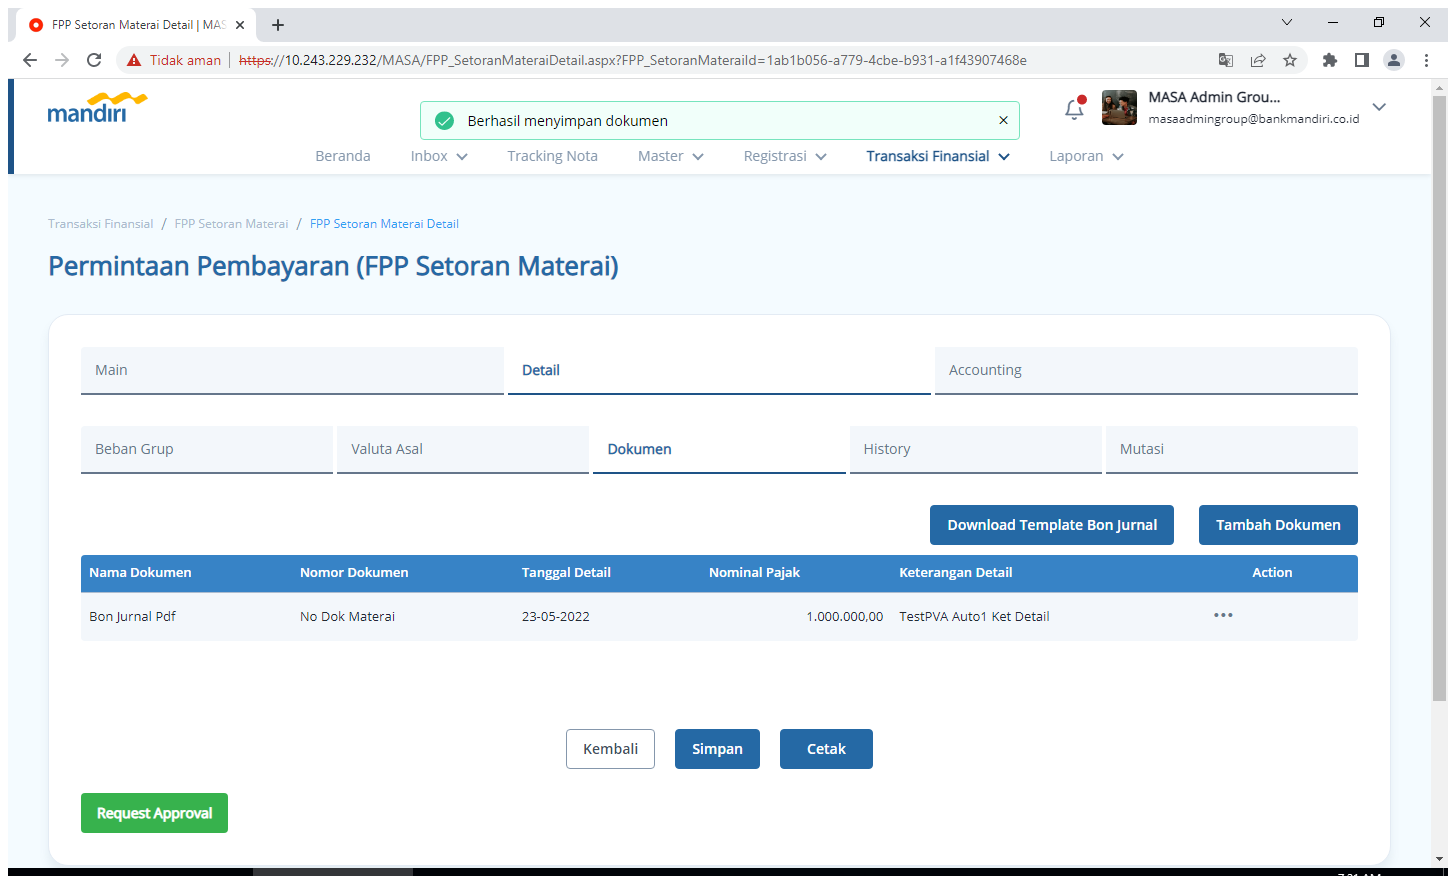 FPP Setoran Materai Detail | MAS
Tidak aman
https://10.243.229.232/MASA/FPP_SetoranMateraiDetail.aspx?FPP_SetoranMateraiId=1ab1b056-a779-4cbe-b931-a1f43907468e
mandiri
Berhasil menyimpan dokumen
MASA Admin Grou...
masaadmingroup@bankmandiri.co.id
Beranda Inbox Tracking Nota Master Registrasi Transaksi Finansial Laporan
Transaksi Finansial / FPP Setoran Materai / FPP Setoran Materai Detail
Permintaan Pembayaran (FPP Setoran Materai)
Main Detail Accounting
Beban Grup Valuta Asal Dokumen History Mutasi
Download Template Bon Jurnal Tambah Dokumen
Nama Dokumen Nomor Dokumen Tanggal Detail Nominal Pajak Keterangan Detail Action
Bon Jurnal Pdf No Dok Materai 23-05-2022 1.000.000,00 TestPVA Auto1 Ket Detail
Kembali Simpan Cetak
Request Approval